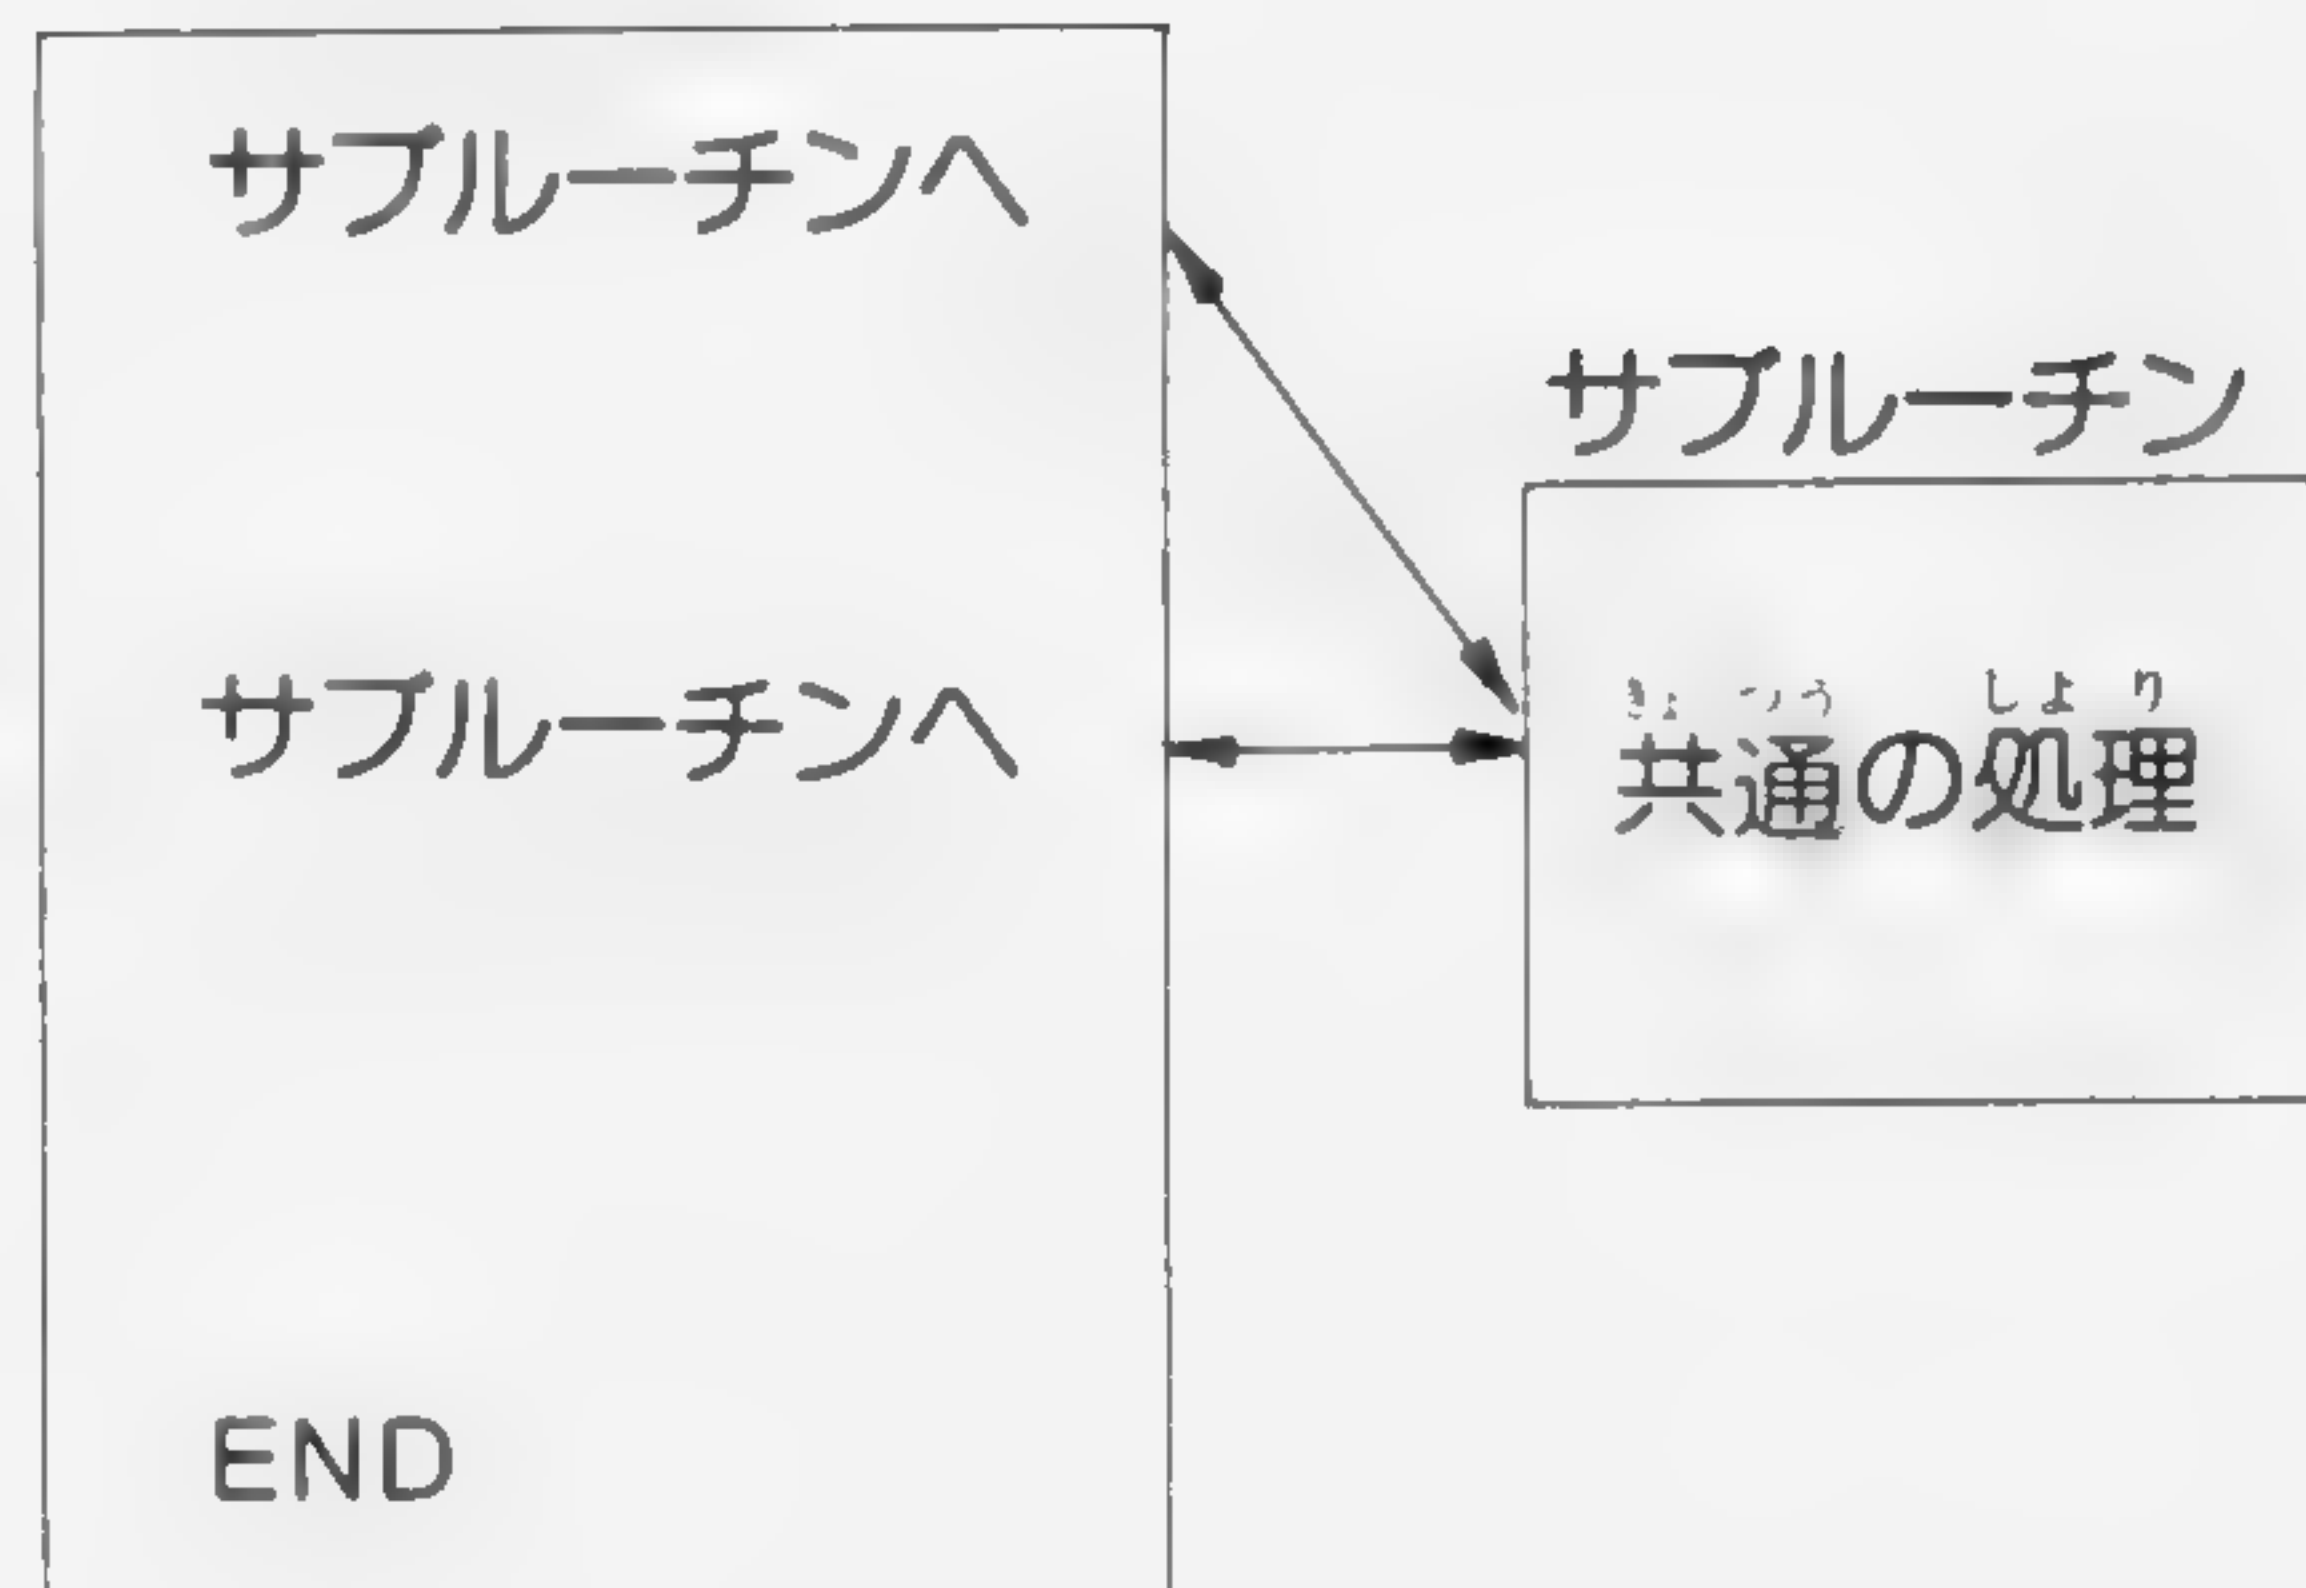 サブルーチンへ
サブルーチンへ
END
サブルーチン
きょうつう しより
共通の処理